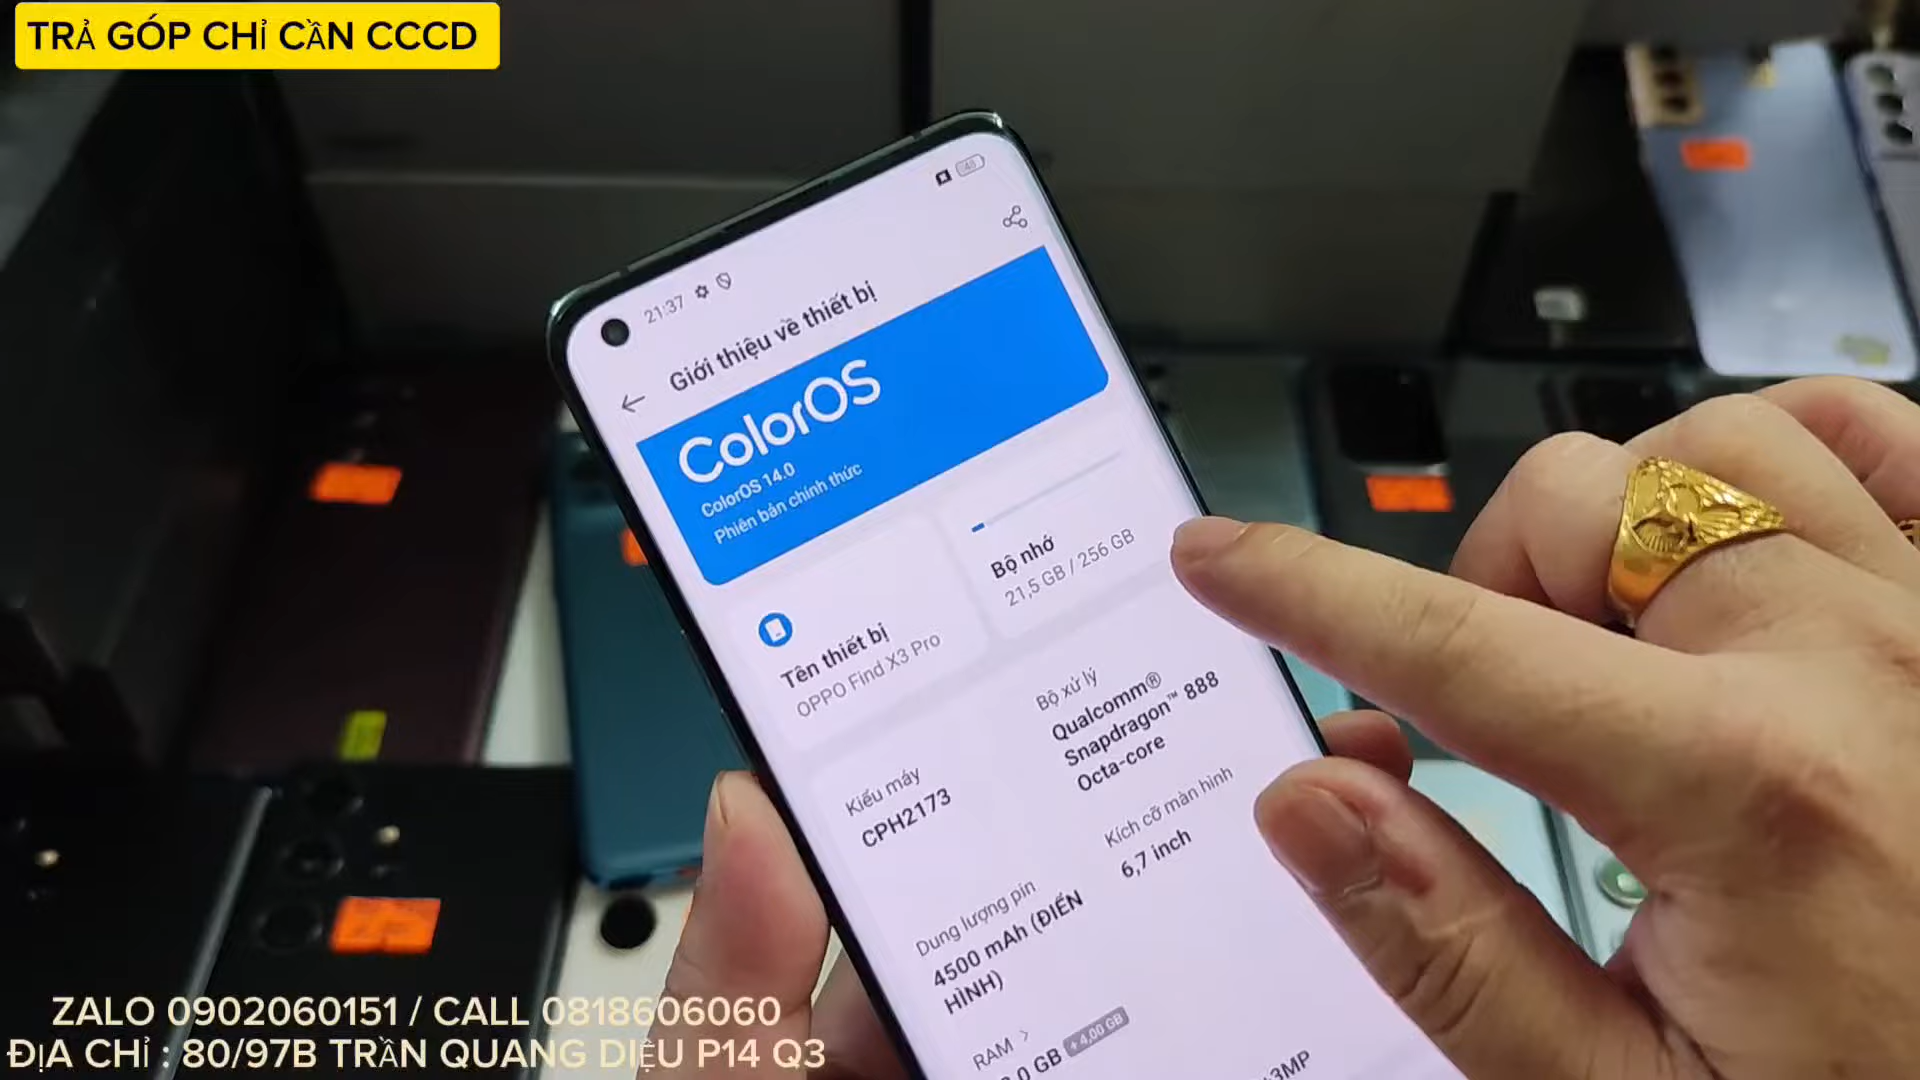 TRẢ GÓP CHỈ CẦN CCCD
21:37
48
Giới thiệu về thiết bị
ColorOS
ColorOS 14.0
Phiên bản chính thức
Bộ nhớ
21,5 GB / 256 GB
Tên thiết bị
OPPO Find X3 Pro
Bộ xử lý
Qualcomm®
Snapdragon™ 888
Octa-core
Kiểu máy
CPH2173
Kích cỡ màn hình
6,7 inch
Dung lượng pin
4500 mAh (ĐIỂN
HÌNH)
RAM
GB + 4,00 GB
ZALO 0902060151 / CALL 0818606060
ĐỊA CHỈ : 80/97B TRẦN QUANG DIỆU P14 Q3